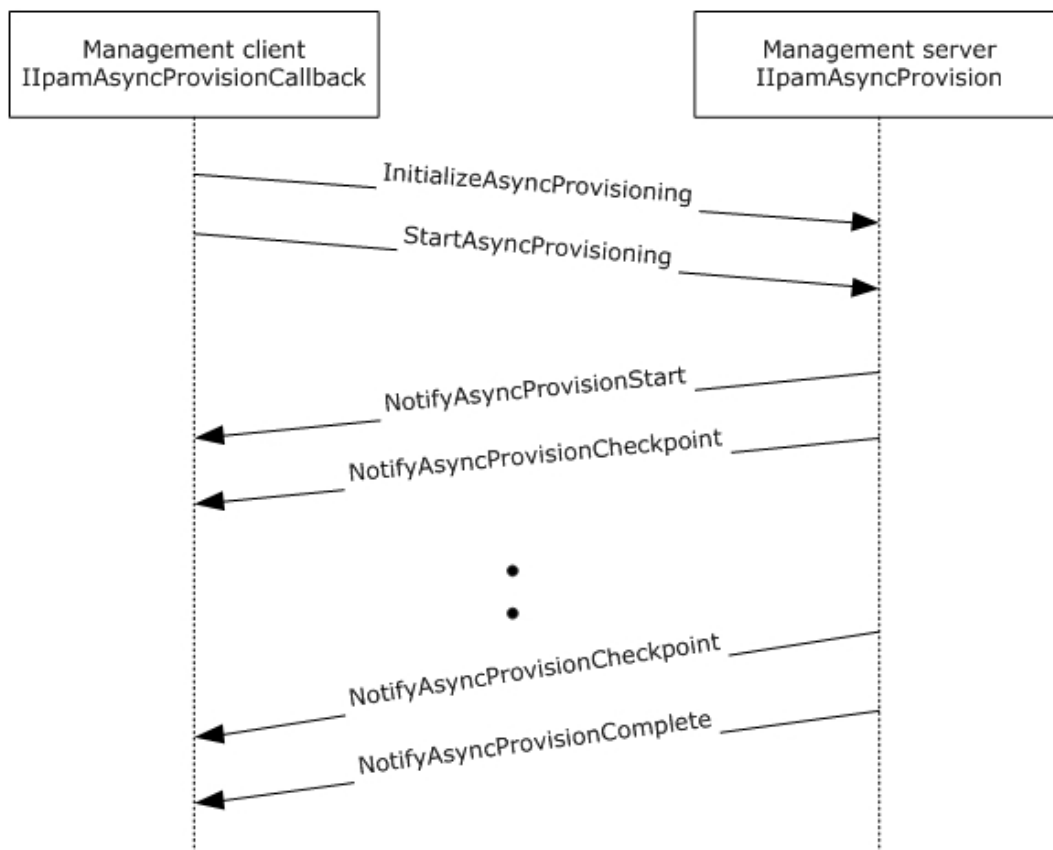 Management client
IIpamAsyncProvisionCallback
Management server
IIpamAsyncProvision
InitializeAsyncProvisioning
StartAsyncProvisioning
NotifyAsyncProvisionStart
NotifyAsyncProvisionCheckpoint
NotifyAsyncProvisionCheckpoint
NotifyAsyncProvisionComplete